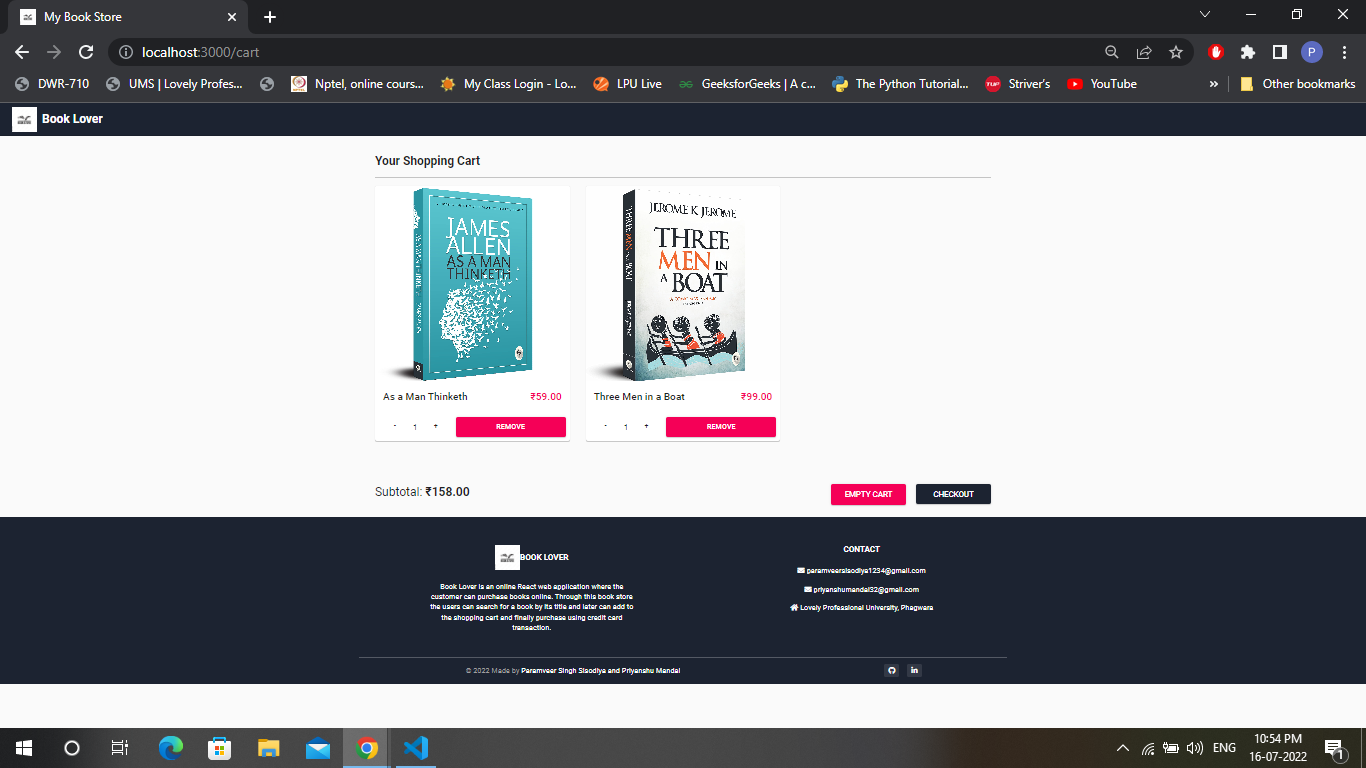 My Book Store
localhost:3000/cart
P
DWR-710
UMS | Lovely Profes...
Nptel, online cours...
My Class Login - Lo...
LPU Live
GeeksforGeeks | A c...
The Python Tutorial...
TUF
Striver's
YouTube
»
Other bookmarks
Book Lover
Your Shopping Cart
JAMES
ALLEN
AS A MAN
THINKETH
JEROME K. JEROME
THREE
MEN IN
A BOAT
As a Man Thinketh
₹59.00
Three Men in a Boat
₹99.00
- 1 +
REMOVE
- 1 +
REMOVE
Subtotal: ₹158.00
EMPTY CART
CHECKOUT
BOOK LOVER
Book Lover is an online React web application where the
customer can purchase books online. Through this book store
the users can search for a book by its title and later can add to
the shopping cart and finally purchase using credit card
transaction.
CONTACT
paramveersisodiya1234@gmail.com
priyanshumandal32@gmail.com
Lovely Professional University, Phagwara
© 2022 Made by Paramveer Singh Sisodiya and Priyanshu Mandal
in
ENG
10:54 PM
16-07-2022
1